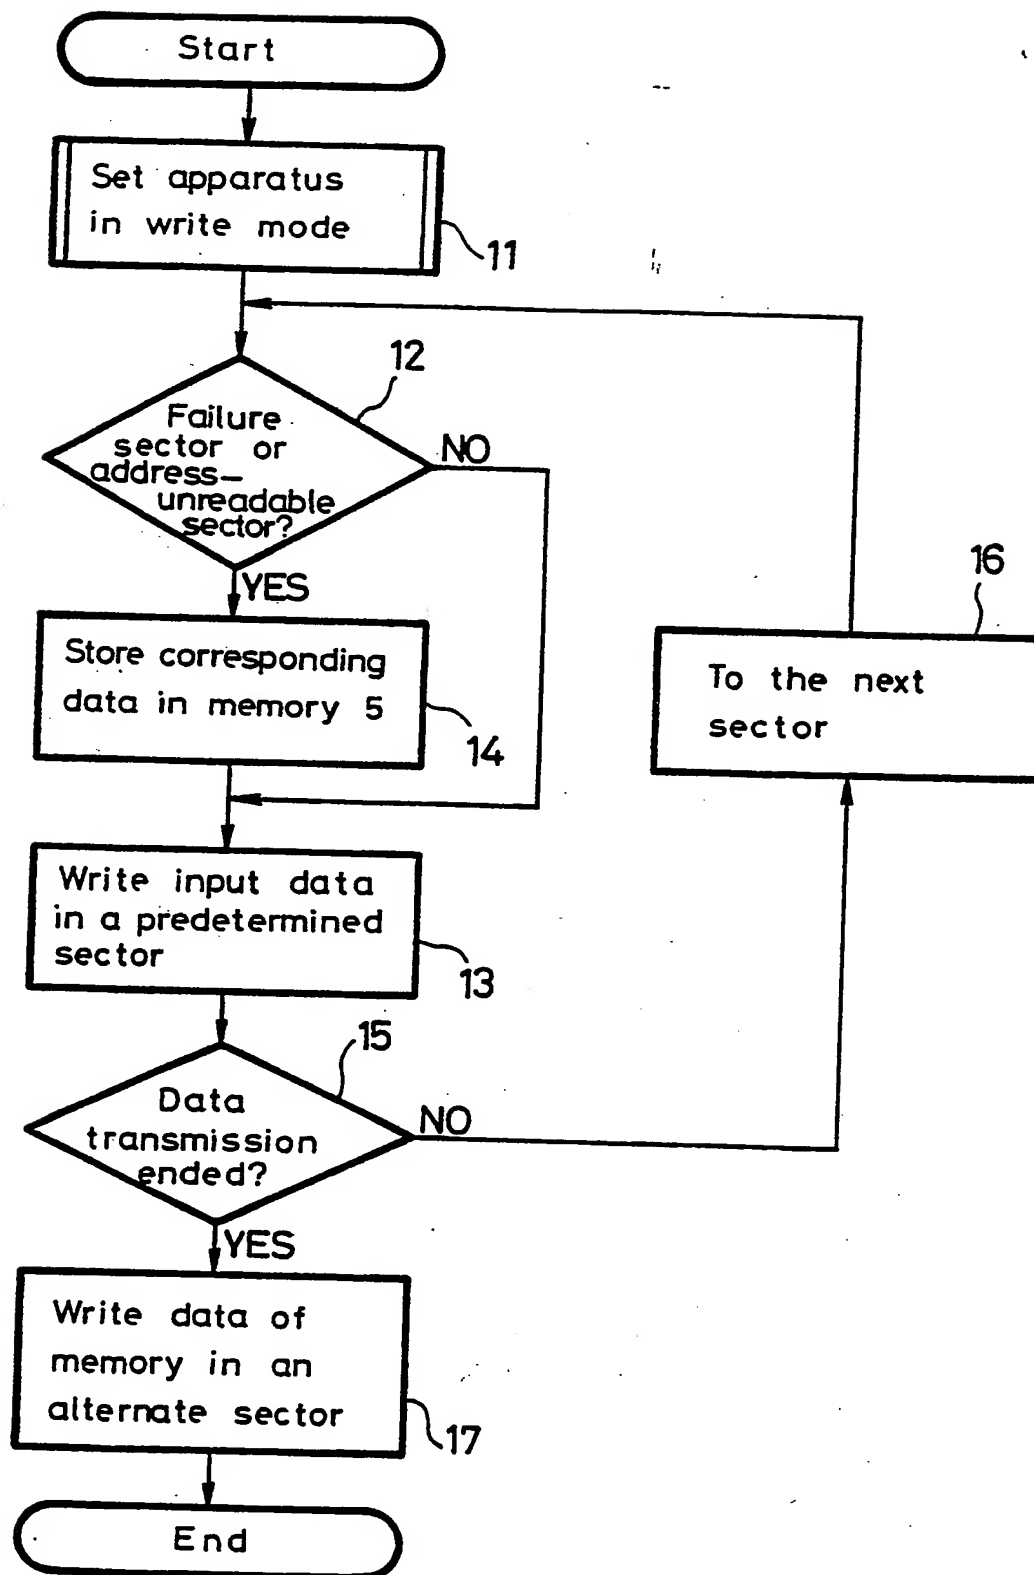 Start
Set apparatus
in write mode
11
12
Failure
sector or
address-
unreadable
sector?
NO
YES
16
To the next
sector
Store corresponding
data in memory 5
14
Write input data
in a predetermined
sector
13
15
Data
transmission
ended?
NO
YES
Write data of
memory in an
alternate sector
17
End